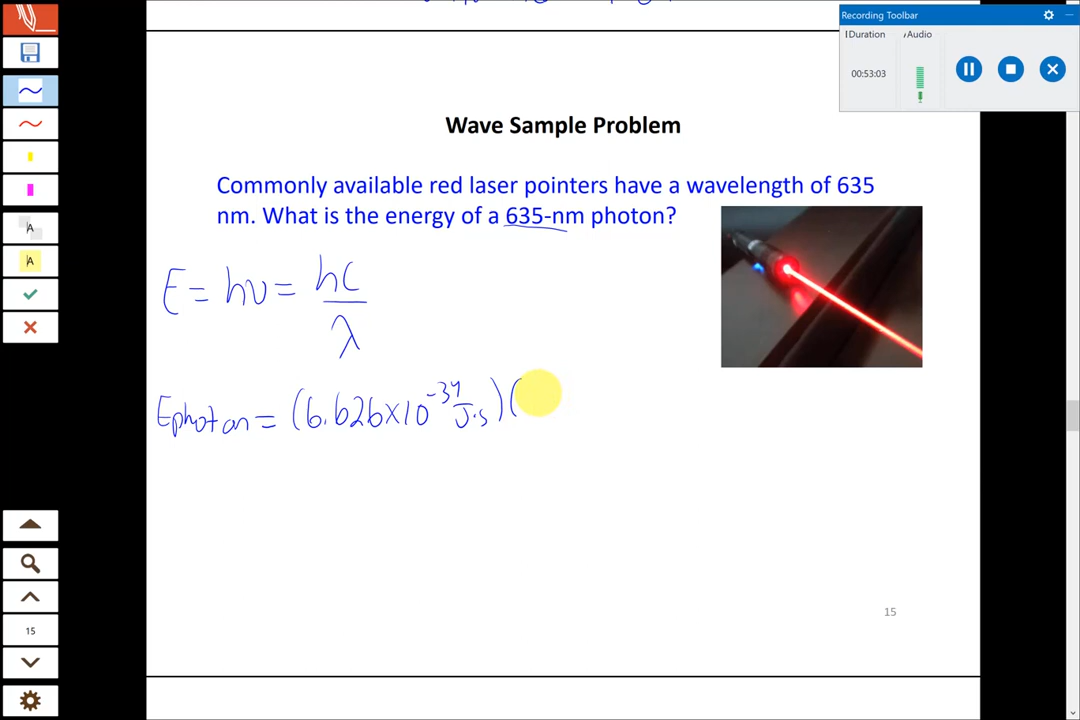 Recording Toolbar
Duration
Audio
00:53:03
Wave Sample Problem
Commonly available red laser pointers have a wavelength of 635
nm. What is the energy of a 635-nm photon?
E = hν = hc
λ
Ephoton = (6.626×10⁻³⁴ J·s)(
A
A
15
15